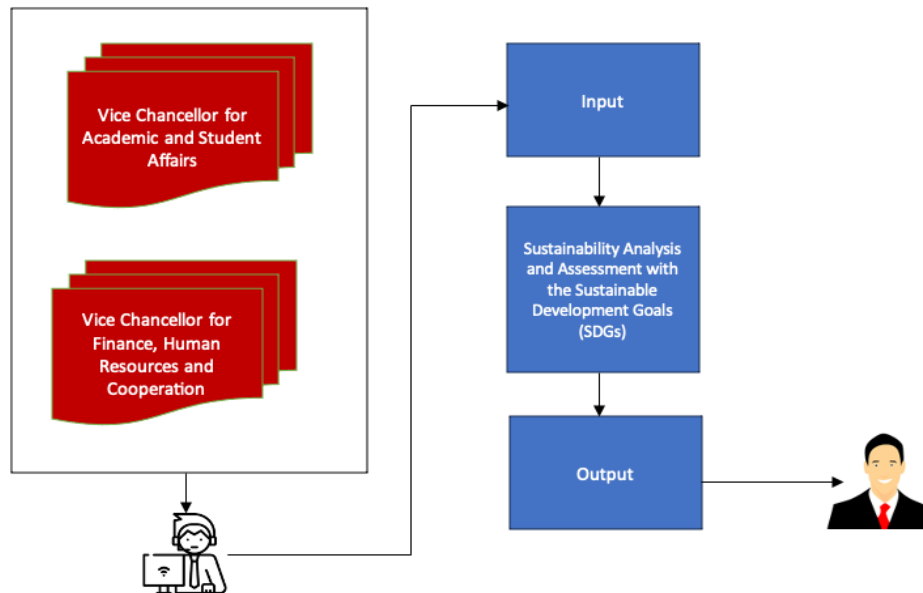 Vice Chancellor for
Academic and Student
Affairs
Vice Chancellor for
Finance, Human
Resources and
Cooperation
Input
Sustainability Analysis
and Assessment with
the Sustainable
Development Goals
(SDGs)
Output